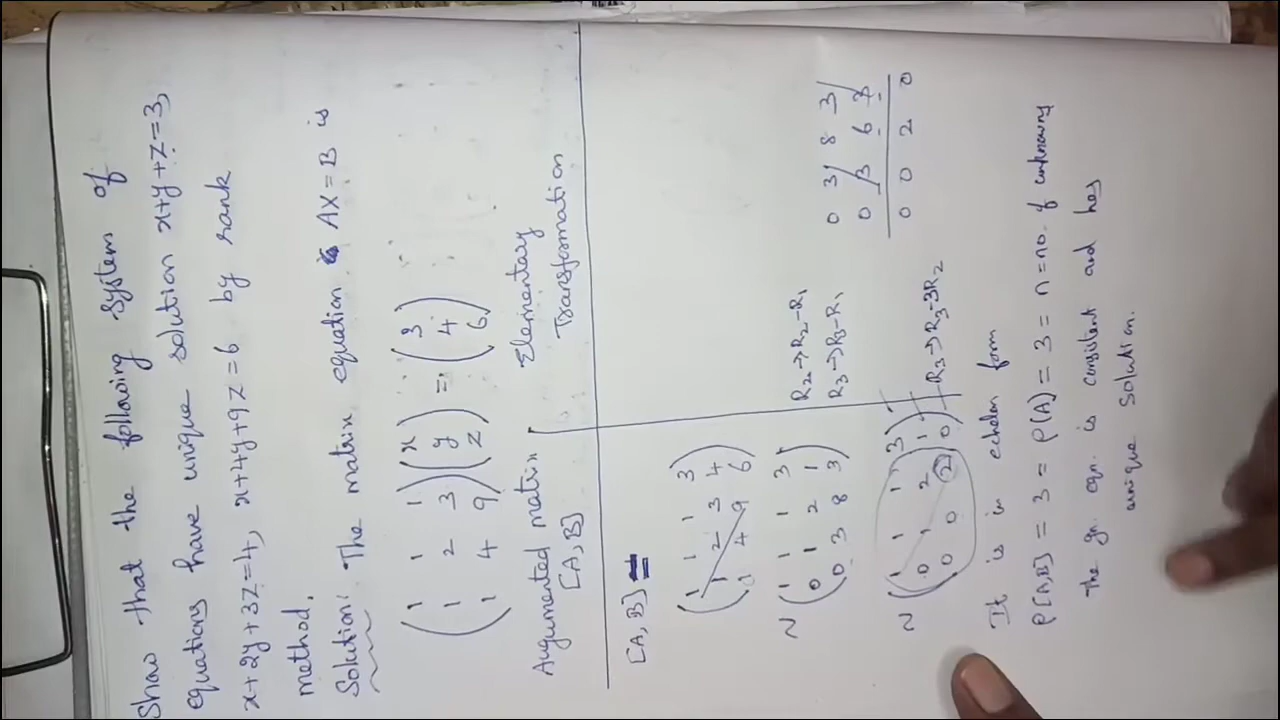 Show that the following system of
equations have unique solution x+y+z=3,
x+2y+3z=4, x+4y+9z=6 by rank
method.
Solution: The matrix equation is AX=B is
(1 1 1) (x) = (3)
(1 2 3) (y) (4)
(1 4 9) (z) (6)
Augumented matrix
[A,B]
Elementary
Transformation
[A,B] =
(1 1 1 3)
(1 2 3 4)
(1 4 9 6)
~ (1 1 1 3)
(0 1 2 1) R2→R2-R1
(0 3 8 3) R3→R3-R1
~ (1 1 1 3)
(0 1 2 1)
(0 0 2 0) R3→R3-3R2
0 3 8 3
0 3 6 3
0 0 2 0
It is in echelon form
ρ[A,B] = 3 = ρ(A) = 3 = n = no. of unknowns
The gn. eqn. is consistent and has
unique solution.